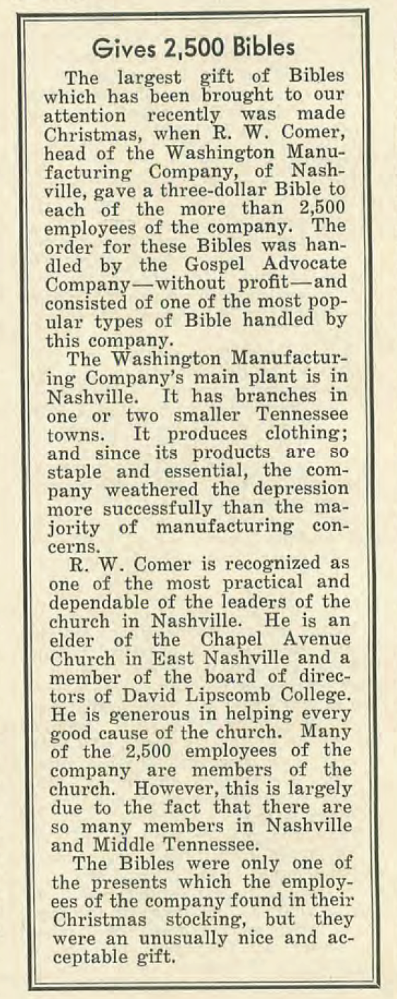 Gives 2,500 Bibles
The largest gift of Bibles
which has been brought to our
attention recently was made
Christmas, when R. W. Comer,
head of the Washington Manu-
facturing Company, of Nash-
ville, gave a three-dollar Bible to
each of the more than 2,500
employees of the company. The
order for these Bibles was han-
dled by the Gospel Advocate
Company—without profit—and
consisted of one of the most pop-
ular types of Bible handled by
this company.
The Washington Manufactur-
ing Company's main plant is in
Nashville. It has branches in
one or two smaller Tennessee
towns. It produces clothing;
and since its products are so
staple and essential, the com-
pany weathered the depression
more successfully than the ma-
jority of manufacturing con-
cerns.
R. W. Comer is recognized as
one of the most practical and
dependable of the leaders of the
church in Nashville. He is an
elder of the Chapel Avenue
Church in East Nashville and a
member of the board of direc-
tors of David Lipscomb College.
He is generous in helping every
good cause of the church. Many
of the 2,500 employees of the
company are members of the
church. However, this is largely
due to the fact that there are
so many members in Nashville
and Middle Tennessee.
The Bibles were only one of
the presents which the employ-
ees of the company found in their
Christmas stocking, but they
were an unusually nice and ac-
ceptable gift.